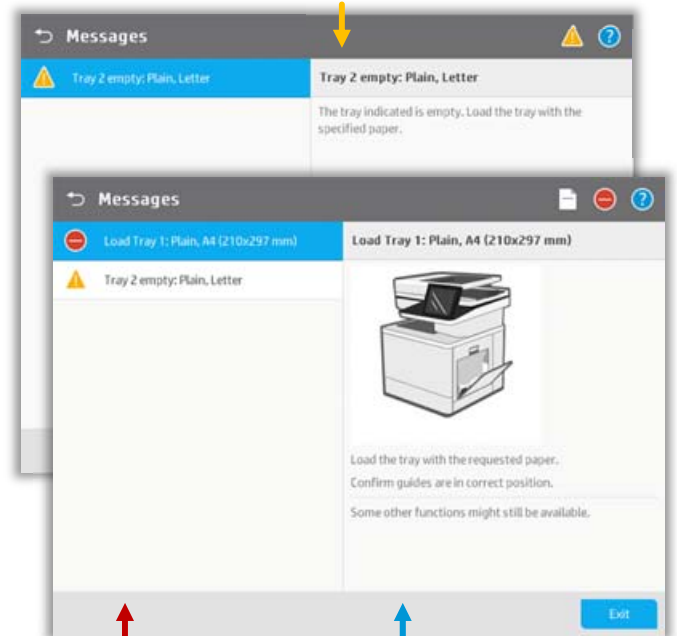 Messages
?
Tray 2 empty: Plain, Letter
Tray 2 empty: Plain, Letter
The tray indicated is empty. Load the tray with the
specified paper.
Messages
?
Load Tray 1: Plain, A4 (210x297 mm)
Tray 2 empty: Plain, Letter
Load Tray 1: Plain, A4 (210x297 mm)
Load the tray with the requested paper.
Confirm guides are in correct position.
Some other functions might still be available.
Exit